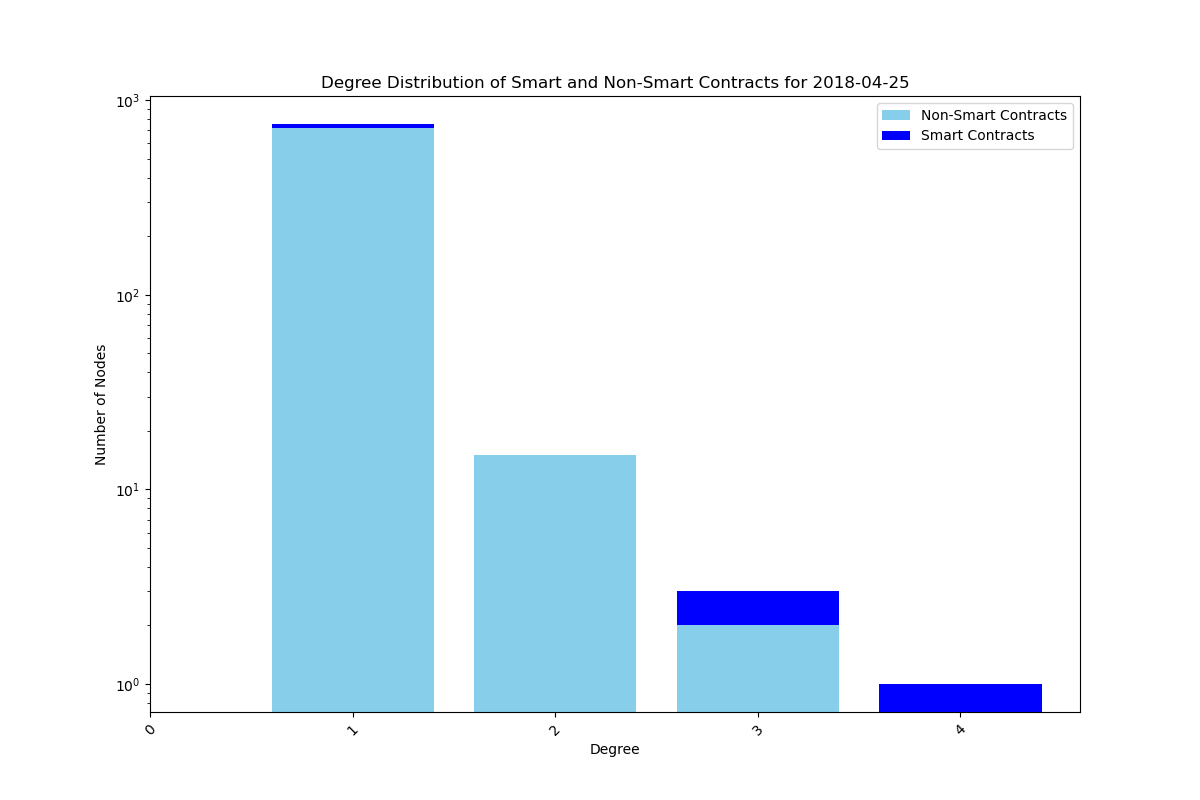 Degree Distribution of Smart and Non-Smart Contracts for 2018-04-25
Non-Smart Contracts
Smart Contracts
Number of Nodes
10³
10²
10¹
10⁰
0
1
2
3
4
Degree